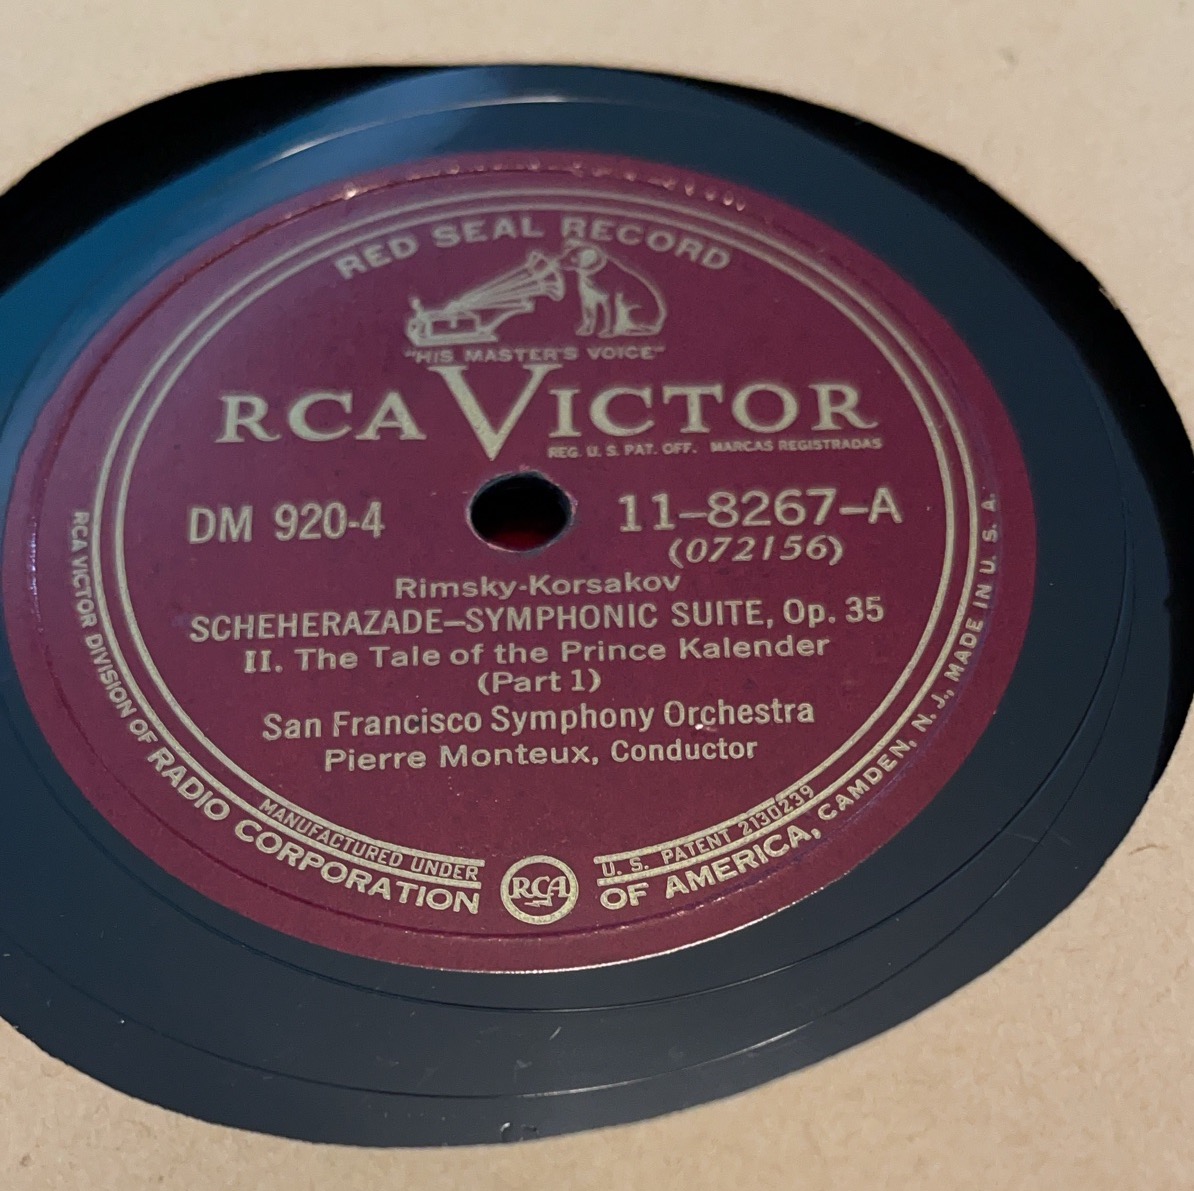 RED SEAL RECORD
"HIS MASTER'S VOICE"
RCA VICTOR
REG. U. S. PAT. OFF. MARCAS REGISTRADAS
DM 920-4
11–8267–A
(072156)
Rimsky-Korsakov
SCHEHERAZADE—SYMPHONIC SUITE, Op. 35
II. The Tale of the Prince Kalender
(Part 1)
San Francisco Symphony Orchestra
Pierre Monteux, Conductor
MANUFACTURED UNDER U. S. PATENT 2130239
RCA VICTOR DIVISION OF RADIO CORPORATION OF AMERICA, CAMDEN, N. J., MADE IN U. S. A.
RCA